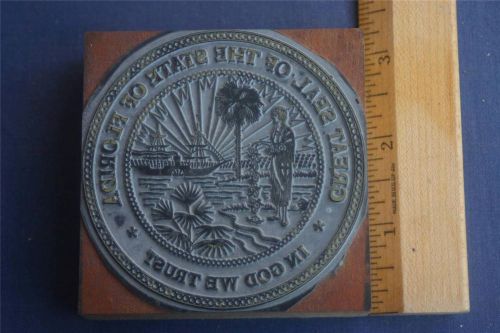 GREAT SEAL OF THE STATE OF FLORIDA
IN GOD WE TRUST
3
2
1